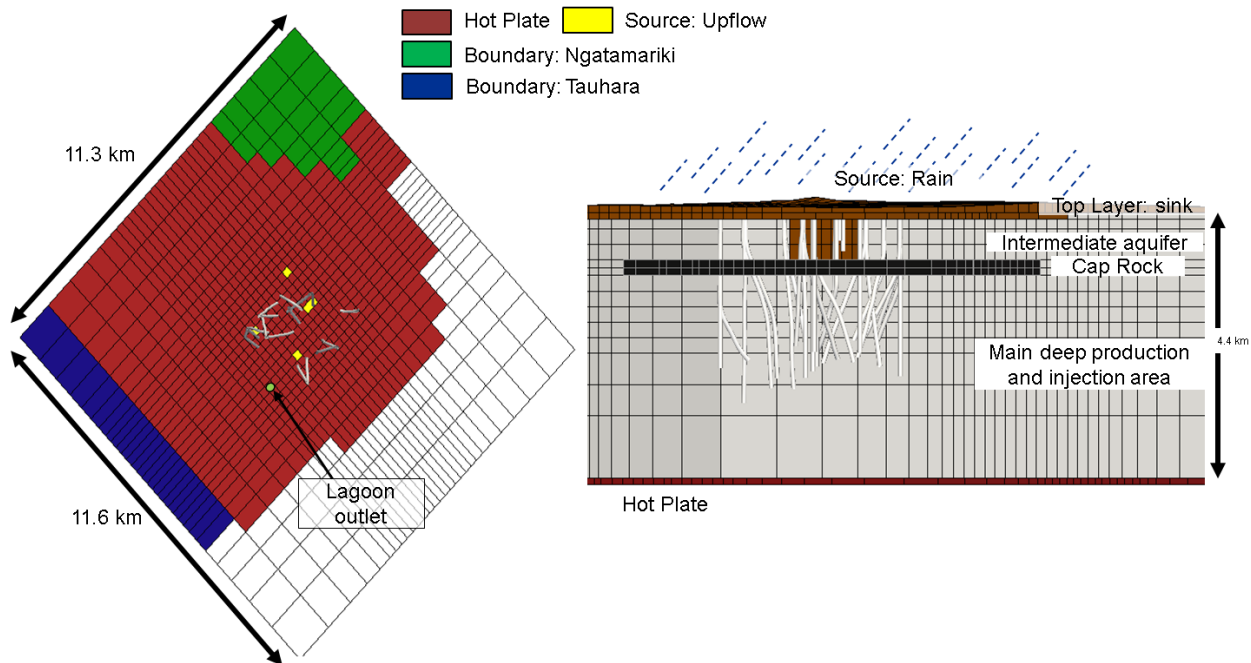 Hot Plate
Source: Upflow
Boundary: Ngatamariki
Boundary: Tauhara
11.3 km
11.6 km
Lagoon
outlet
Source: Rain
Top Layer: sink
Intermediate aquifer
Cap Rock
Main deep production
and injection area
4.4 km
Hot Plate